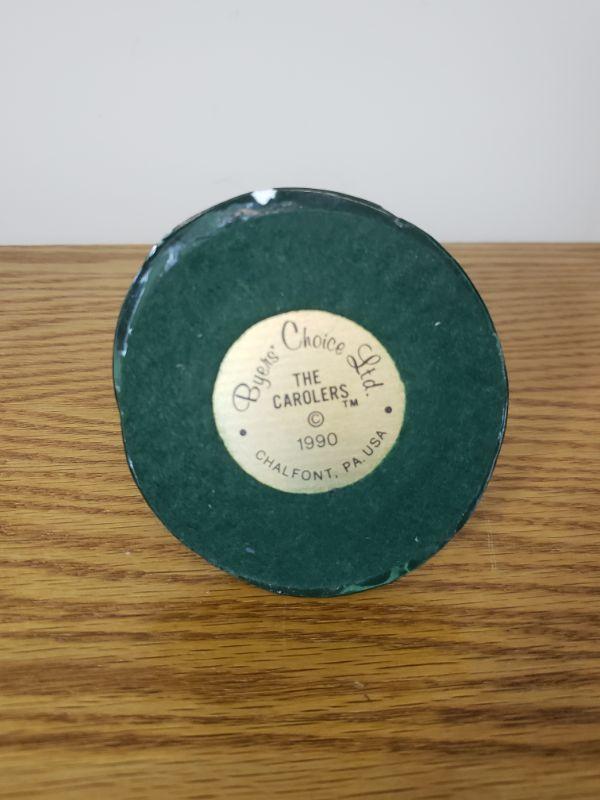 Byers' Choice Ltd.
THE
CAROLERS™
©
1990
CHALFONT, PA. USA